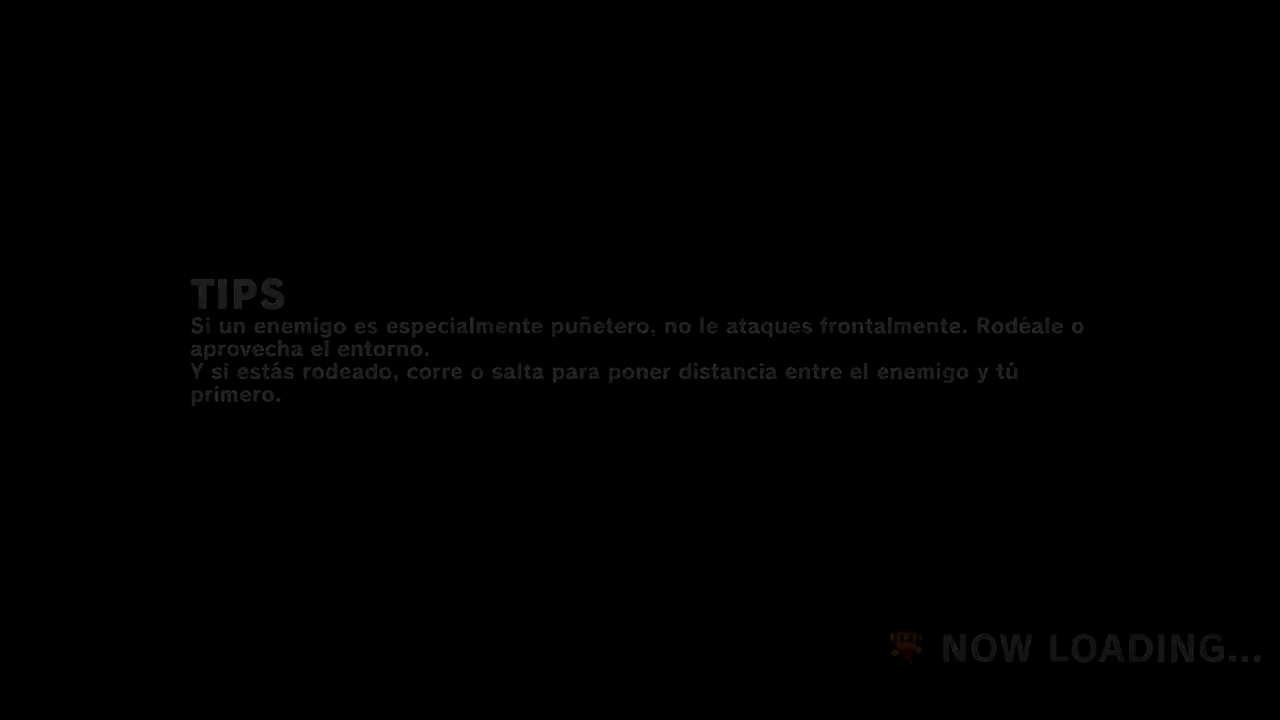 TIPS
Si un enemigo es especialmente puñetero, no le ataques frontalmente. Rodéale o
aprovecha el entorno.
Y si estás rodeado, corre o salta para poner distancia entre el enemigo y tú
primero.
NOW LOADING...